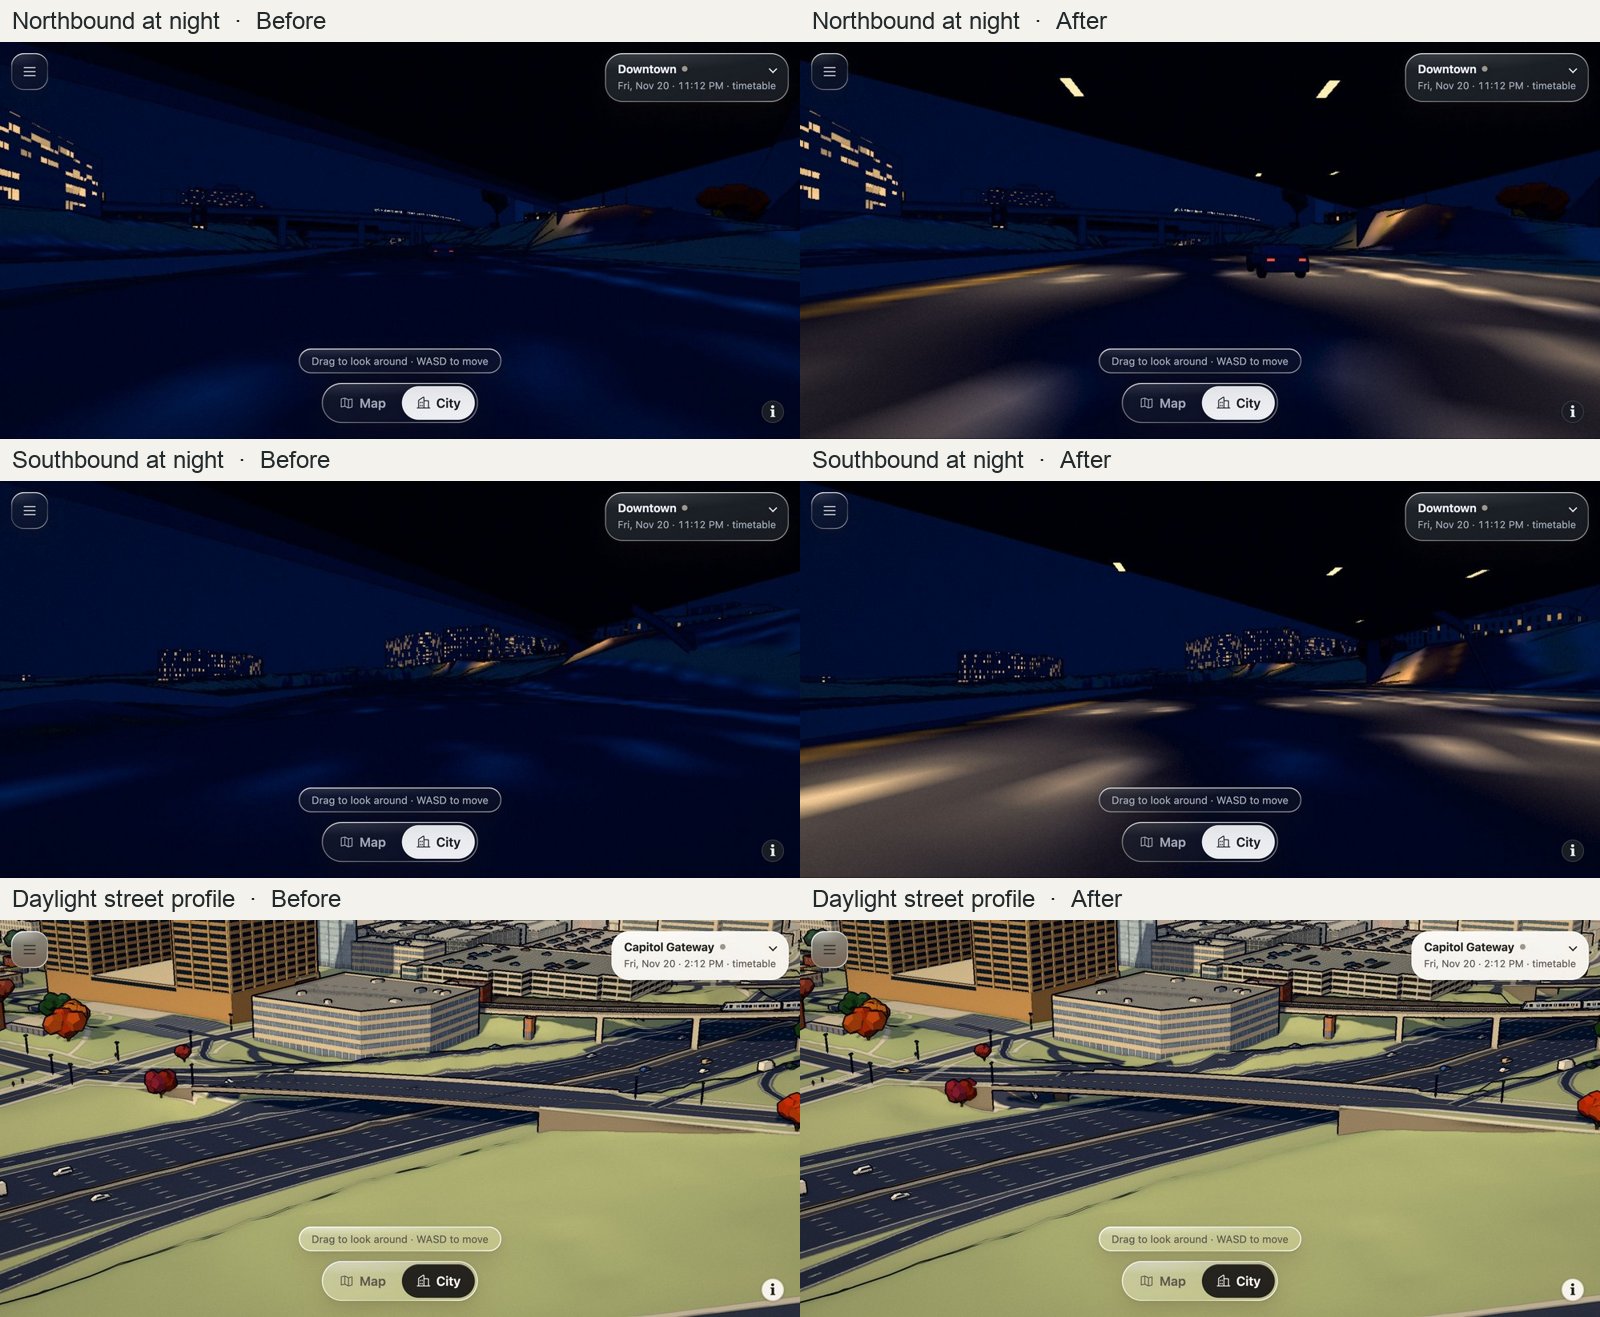 Northbound at night · Before
Northbound at night · After
Downtown
Fri, Nov 20 · 11:12 PM · timetable
Downtown
Fri, Nov 20 · 11:12 PM · timetable
Drag to look around · WASD to move
Drag to look around · WASD to move
Map City
Map City
i
i
Southbound at night · Before
Southbound at night · After
Downtown
Fri, Nov 20 · 11:12 PM · timetable
Downtown
Fri, Nov 20 · 11:12 PM · timetable
Drag to look around · WASD to move
Drag to look around · WASD to move
Map City
Map City
i
i
Daylight street profile · Before
Daylight street profile · After
Capitol Gateway
Fri, Nov 20 · 2:12 PM · timetable
Capitol Gateway
Fri, Nov 20 · 2:12 PM · timetable
Drag to look around · WASD to move
Drag to look around · WASD to move
Map City
Map City
i
i